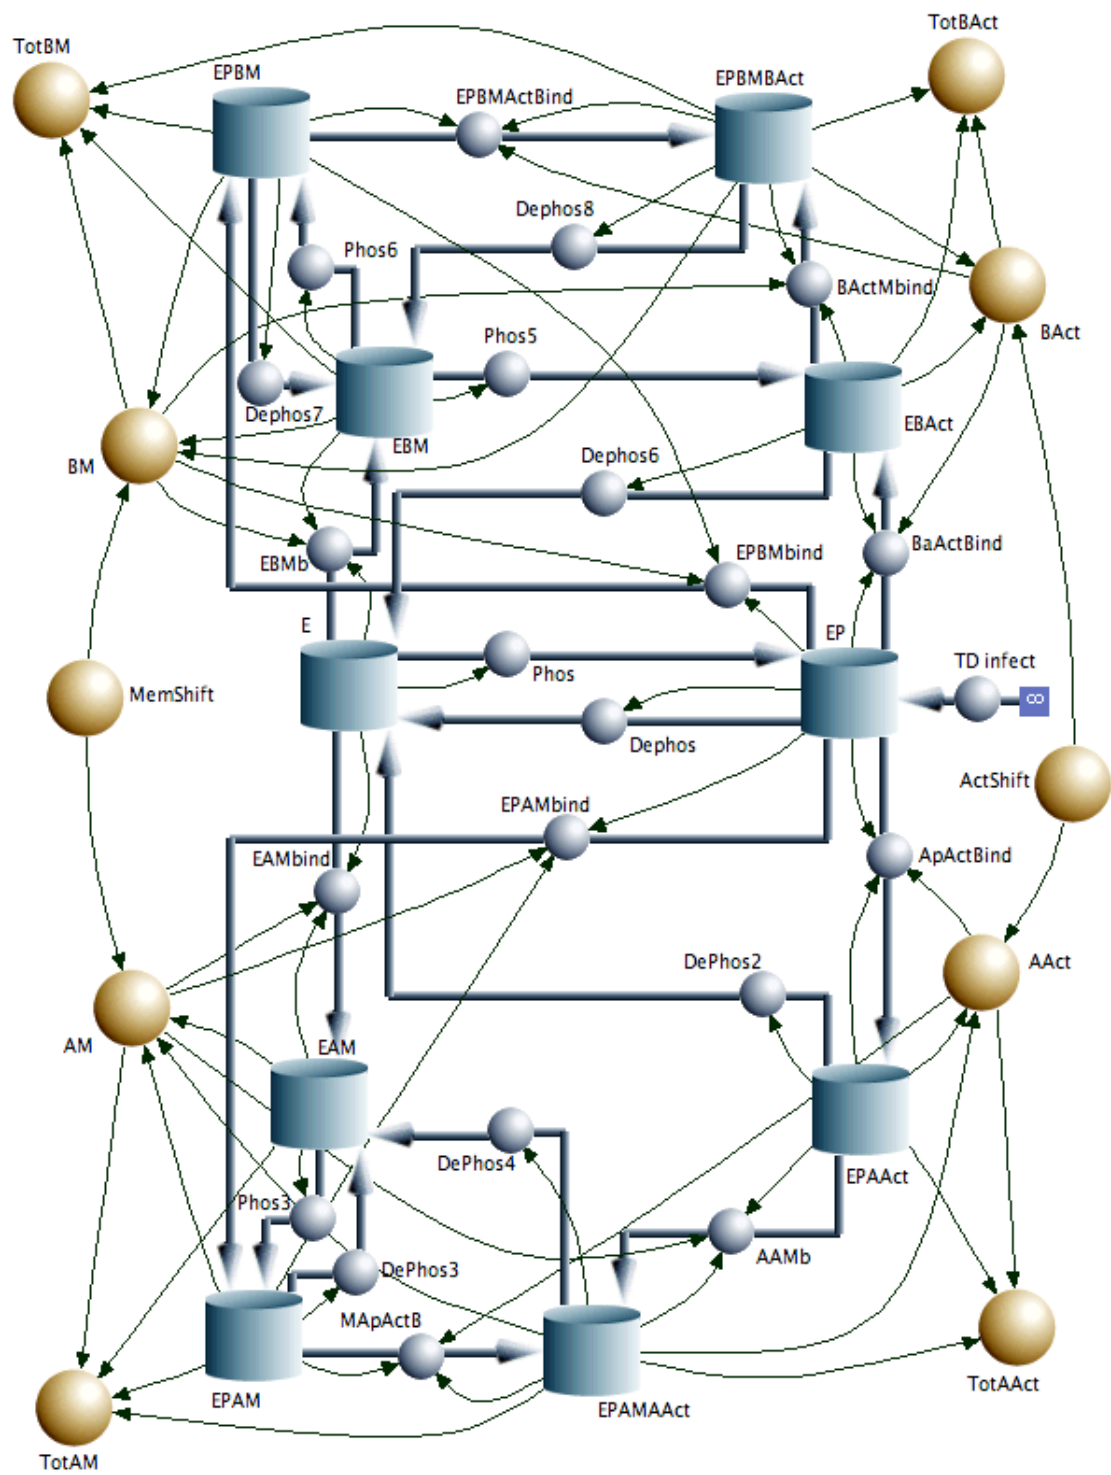 TotBM
TotBAct
EPBM
EPBMActBind
EPBMBAct
Dephos8
Phos6
BActMbind
BAct
Phos5
Dephos7
EBM
EBAct
BM
Dephos6
EBMb
EPBMbind
BaActBind
E
EP
TD infect
8
MemShift
Phos
Dephos
ActShift
EPAMbind
EAMbind
ApActBind
DePhos2
AAct
AM
EAM
DePhos4
EPAAct
Phos3
DePhos3
AAMb
MApActB
TotAAct
EPAM
EPAMAAct
TotAM